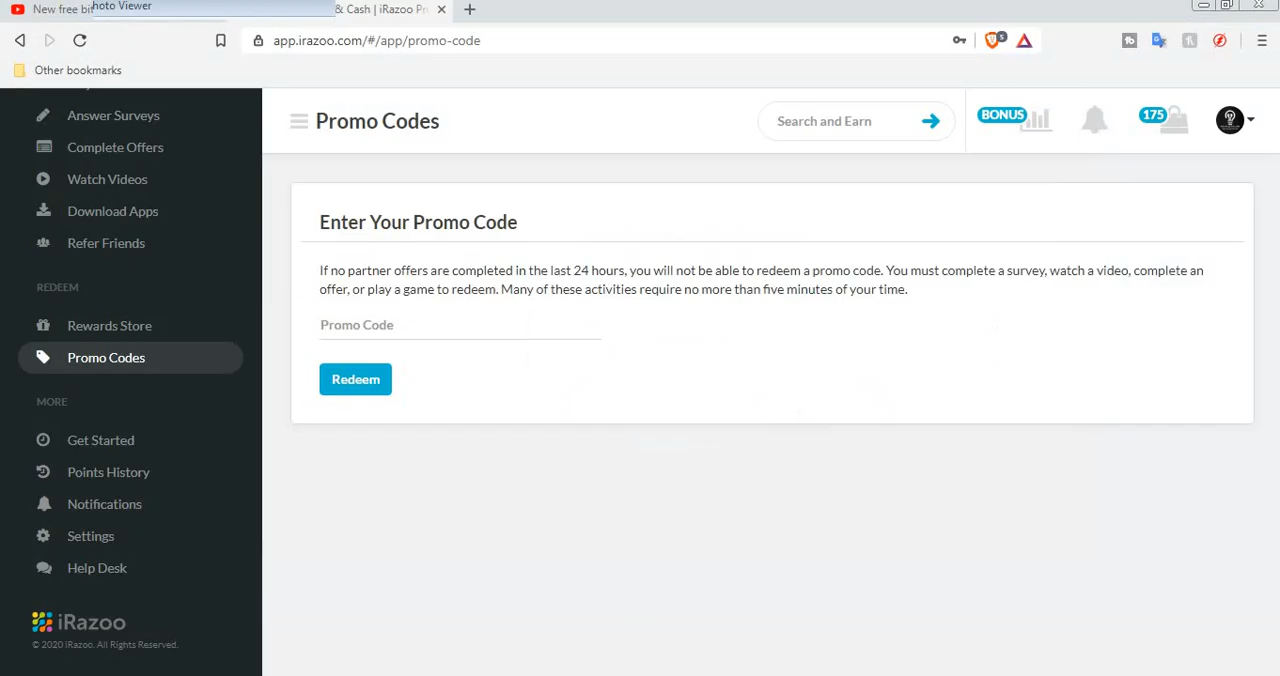 New free bi
hoto Viewer
& Cash | iRazoo Pr
app.irazoo.com/#/app/promo-code
5
Other bookmarks
Answer Surveys
Complete Offers
Watch Videos
Download Apps
Refer Friends
REDEEM
Rewards Store
Promo Codes
MORE
Get Started
Points History
Notifications
Settings
Help Desk
iRazoo
© 2020 iRazoo. All Rights Reserved.
Promo Codes
Search and Earn
BONUS
175
Enter Your Promo Code
If no partner offers are completed in the last 24 hours, you will not be able to redeem a promo code. You must complete a survey, watch a video, complete an
offer, or play a game to redeem. Many of these activities require no more than five minutes of your time.
Promo Code
Redeem